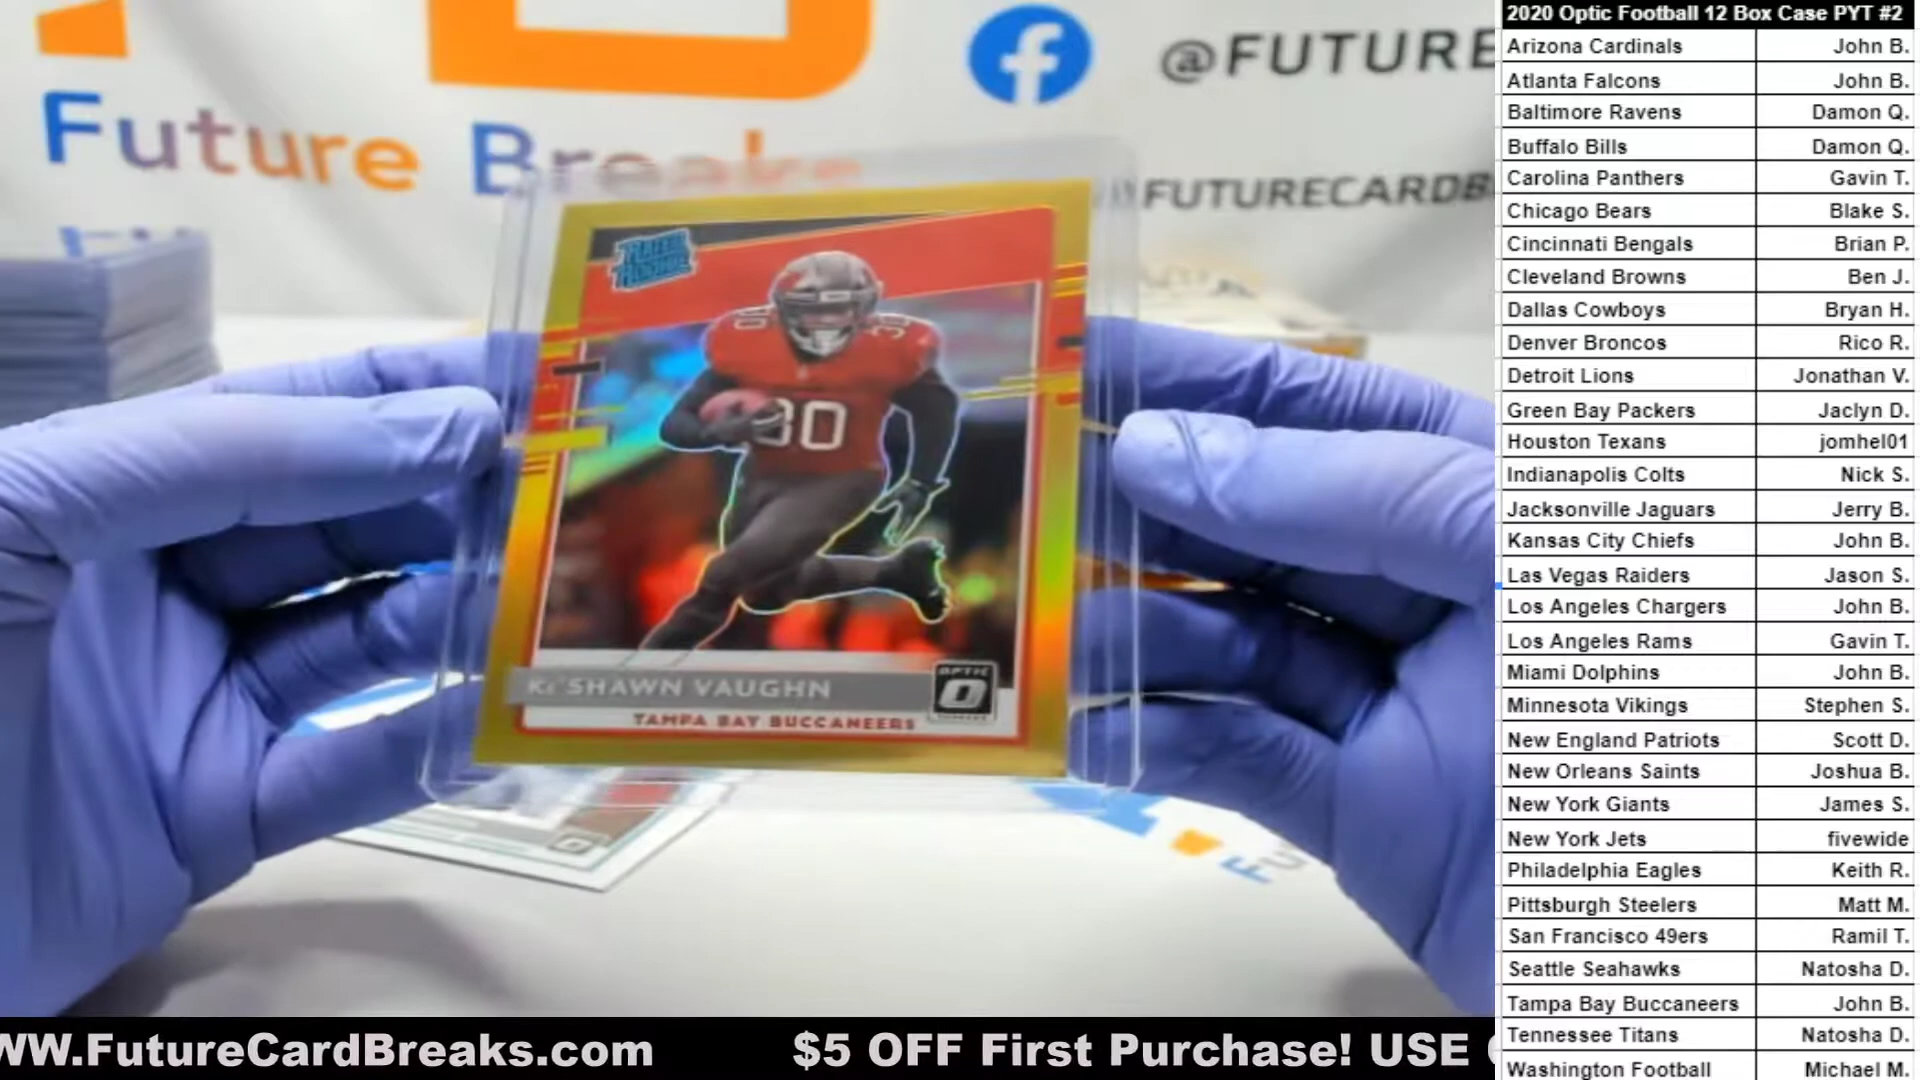 Future Breaks
@FUTURE
FUTURECARDB
RATED ROOKIE
30
30
Ke'SHAWN VAUGHN
OPTIC
TAMPA BAY BUCCANEERS
WW.FutureCardBreaks.com
$5 OFF First Purchase! USE
2020 Optic Football 12 Box Case PYT #2
Arizona Cardinals John B.
Atlanta Falcons John B.
Baltimore Ravens Damon Q.
Buffalo Bills Damon Q.
Carolina Panthers Gavin T.
Chicago Bears Blake S.
Cincinnati Bengals Brian P.
Cleveland Browns Ben J.
Dallas Cowboys Bryan H.
Denver Broncos Rico R.
Detroit Lions Jonathan V.
Green Bay Packers Jaclyn D.
Houston Texans jomhel01
Indianapolis Colts Nick S.
Jacksonville Jaguars Jerry B.
Kansas City Chiefs John B.
Las Vegas Raiders Jason S.
Los Angeles Chargers John B.
Los Angeles Rams Gavin T.
Miami Dolphins John B.
Minnesota Vikings Stephen S.
New England Patriots Scott D.
New Orleans Saints Joshua B.
New York Giants James S.
New York Jets fivewide
Philadelphia Eagles Keith R.
Pittsburgh Steelers Matt M.
San Francisco 49ers Ramil T.
Seattle Seahawks Natosha D.
Tampa Bay Buccaneers John B.
Tennessee Titans Natosha D.
Washington Football Michael M.